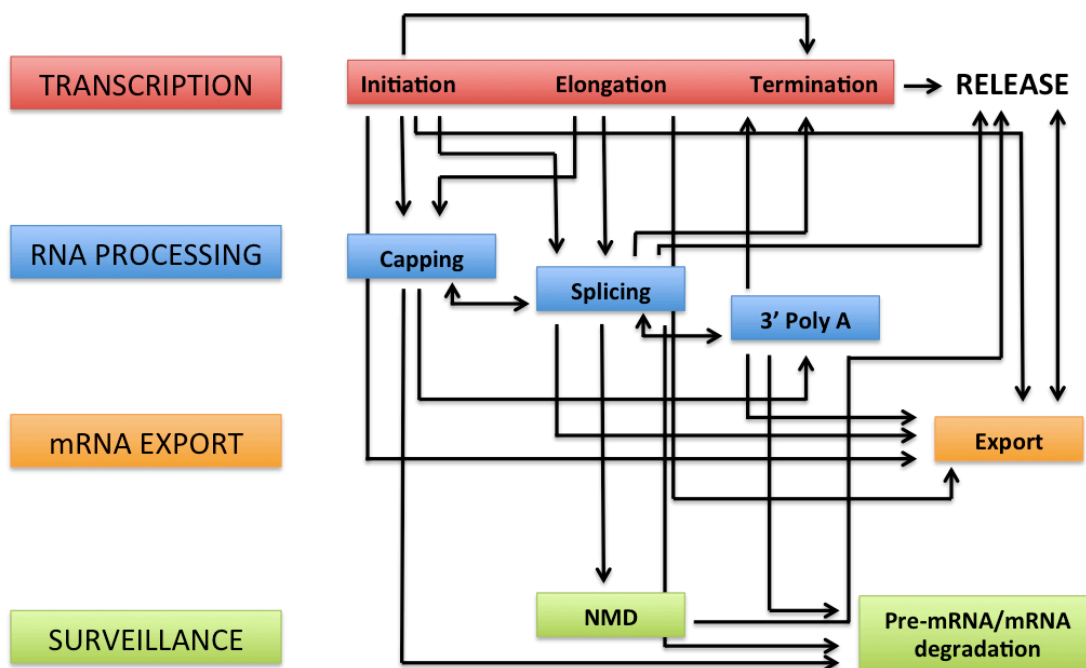 TRANSCRIPTION
Initiation
Elongation
Termination
RELEASE
RNA PROCESSING
Capping
Splicing
3’ Poly A
mRNA EXPORT
Export
SURVEILLANCE
NMD
Pre-mRNA/mRNA
degradation